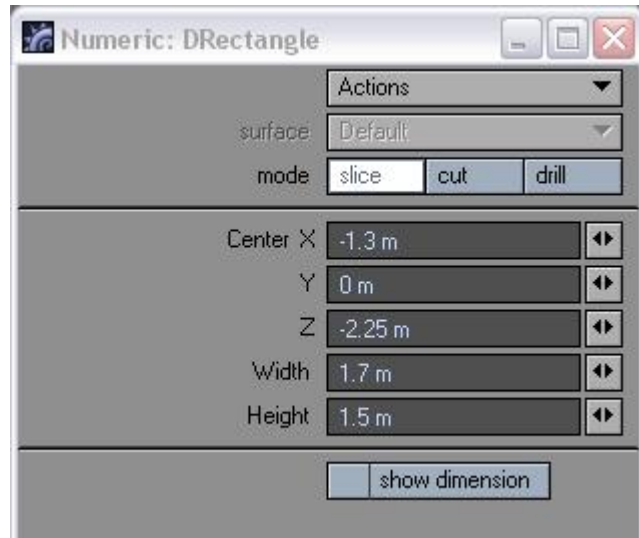 Numeric: DRectangle
Actions
surface Default
mode slice cut drill
Center X -1.3 m
Y 0 m
Z -2.25 m
Width 1.7 m
Height 1.5 m
show dimension